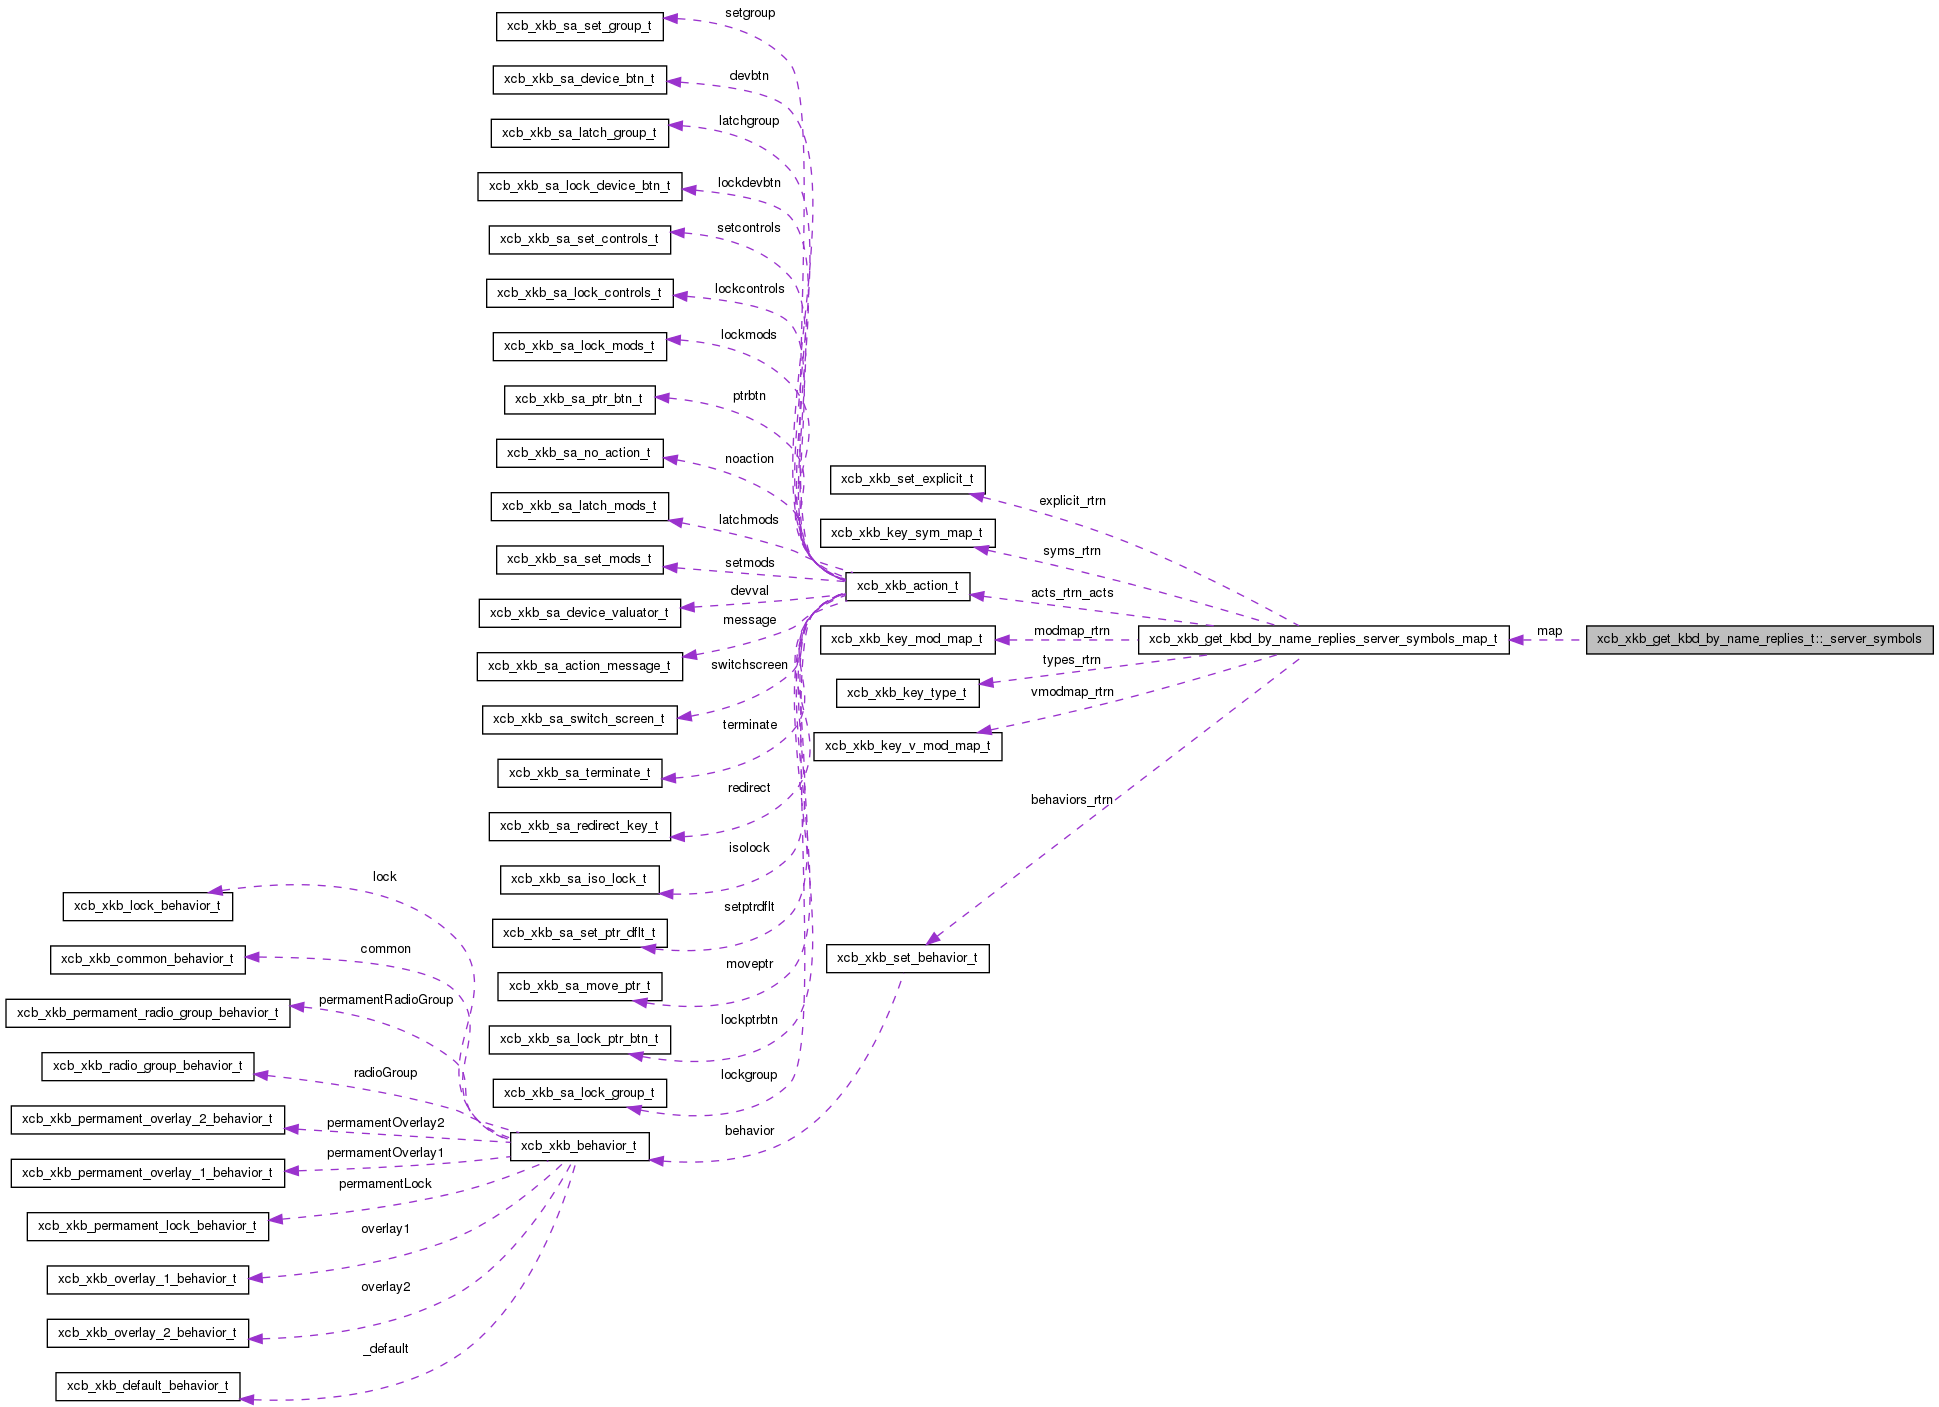 xcb_xkb_sa_set_group_t
setgroup
xcb_xkb_sa_device_btn_t
devbtn
xcb_xkb_sa_latch_group_t
latchgroup
xcb_xkb_sa_lock_device_btn_t
lockdevbtn
xcb_xkb_sa_set_controls_t
setcontrols
xcb_xkb_sa_lock_controls_t
lockcontrols
xcb_xkb_sa_lock_mods_t
lockmods
xcb_xkb_sa_ptr_btn_t
ptrbtn
xcb_xkb_sa_no_action_t
noaction
xcb_xkb_sa_latch_mods_t
latchmods
xcb_xkb_sa_set_mods_t
setmods
xcb_xkb_sa_device_valuator_t
devval
xcb_xkb_sa_action_message_t
message
xcb_xkb_sa_switch_screen_t
switchscreen
xcb_xkb_sa_terminate_t
terminate
xcb_xkb_sa_redirect_key_t
redirect
xcb_xkb_sa_iso_lock_t
isolock
xcb_xkb_sa_set_ptr_dflt_t
setptrdflt
xcb_xkb_sa_move_ptr_t
moveptr
xcb_xkb_sa_lock_ptr_btn_t
lockptrbtn
xcb_xkb_sa_lock_group_t
lockgroup
xcb_xkb_set_explicit_t
explicit_rtrn
xcb_xkb_key_sym_map_t
syms_rtrn
xcb_xkb_action_t
acts_rtrn_acts
xcb_xkb_key_mod_map_t
modmap_rtrn
xcb_xkb_get_kbd_by_name_replies_server_symbols_map_t
map
xcb_xkb_get_kbd_by_name_replies_t::_server_symbols
xcb_xkb_key_type_t
types_rtrn
xcb_xkb_key_v_mod_map_t
vmodmap_rtrn
behaviors_rtrn
xcb_xkb_set_behavior_t
behavior
xcb_xkb_behavior_t
xcb_xkb_lock_behavior_t
lock
xcb_xkb_common_behavior_t
common
xcb_xkb_permament_radio_group_behavior_t
permamentRadioGroup
xcb_xkb_radio_group_behavior_t
radioGroup
xcb_xkb_permament_overlay_2_behavior_t
permamentOverlay2
xcb_xkb_permament_overlay_1_behavior_t
permamentOverlay1
xcb_xkb_permament_lock_behavior_t
permamentLock
xcb_xkb_overlay_1_behavior_t
overlay1
xcb_xkb_overlay_2_behavior_t
overlay2
xcb_xkb_default_behavior_t
_default